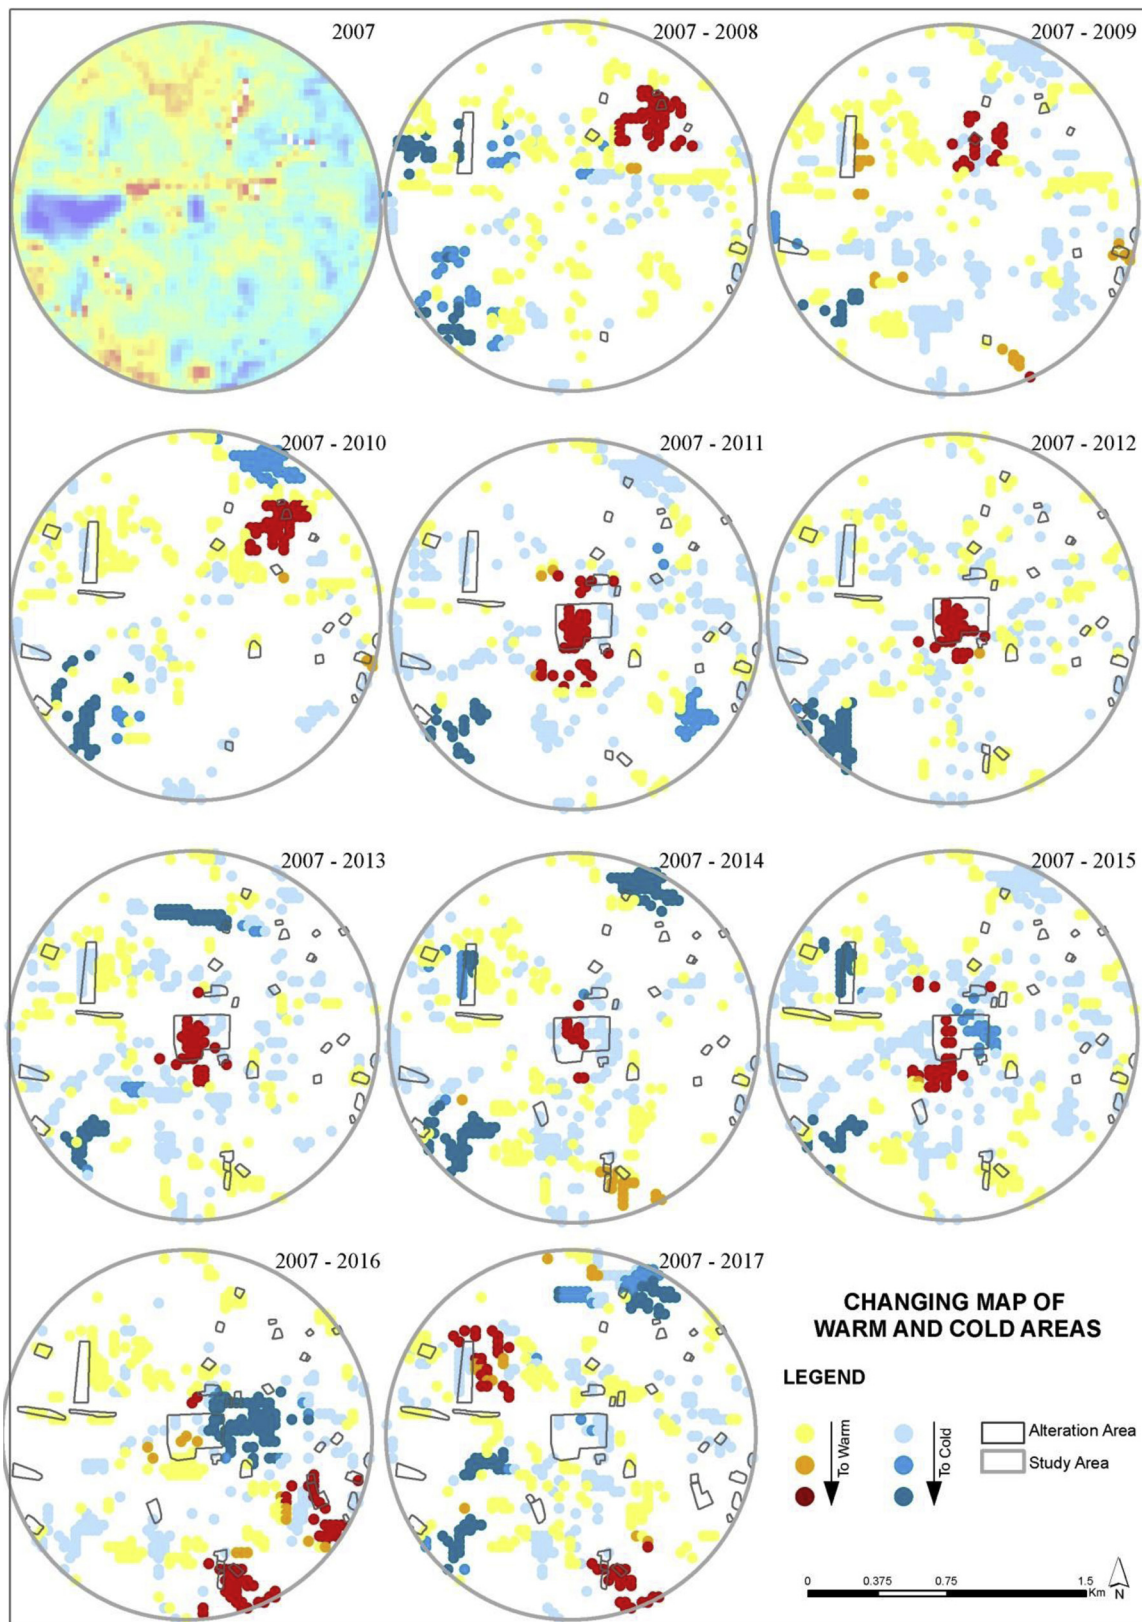 2007
2007 - 2008
2007 - 2009
2007 - 2010
2007 - 2011
2007 - 2012
2007 - 2013
2007 - 2014
2007 - 2015
2007 - 2016
2007 - 2017
CHANGING MAP OF
WARM AND COLD AREAS
LEGEND
To Warm
To Cold
Alteration Area
Study Area
0 0.375 0.75 1.5
Km
N